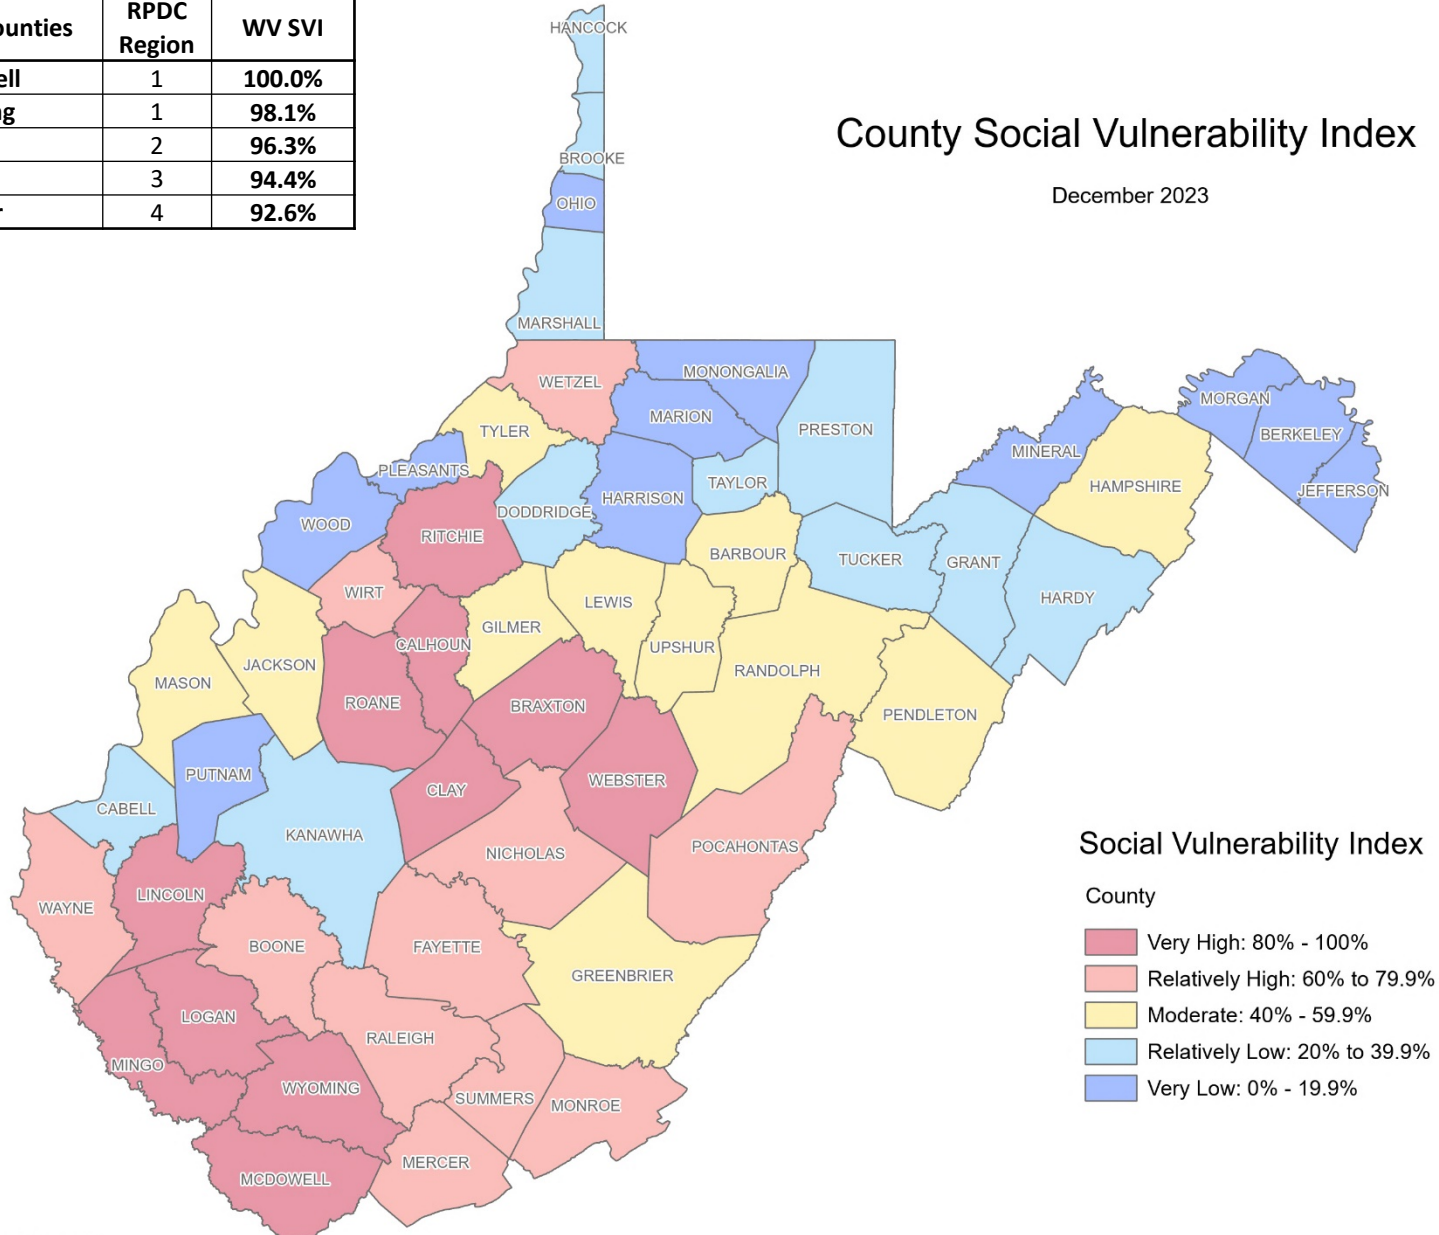 RPDC
Region
WV SVI
1 100.0%
1 98.1%
2 96.3%
3 94.4%
4 92.6%
County Social Vulnerability Index
December 2023
HANCOCK
BROOKE
OHIO
MARSHALL
WETZEL
MONONGALIA
MARION
PRESTON
TYLER
PLEASANTS
TAYLOR
HARRISON
DODDRIDGE
WOOD
RITCHIE
MORGAN
BERKELEY
MINERAL
HAMPSHIRE
JEFFERSON
BARBOUR
TUCKER
GRANT
HARDY
WIRT
LEWIS
GILMER
CALHOUN
UPSHUR
JACKSON
RANDOLPH
MASON
ROANE
BRAXTON
PENDLETON
PUTNAM
WEBSTER
CLAY
CABELL
KANAWHA
NICHOLAS
POCAHONTAS
LINCOLN
WAYNE
BOONE
FAYETTE
GREENBRIER
LOGAN
RALEIGH
MINGO
WYOMING
SUMMERS
MONROE
MERCER
MCDOWELL
Social Vulnerability Index
County
Very High: 80% - 100%
Relatively High: 60% to 79.9%
Moderate: 40% - 59.9%
Relatively Low: 20% to 39.9%
Very Low: 0% - 19.9%